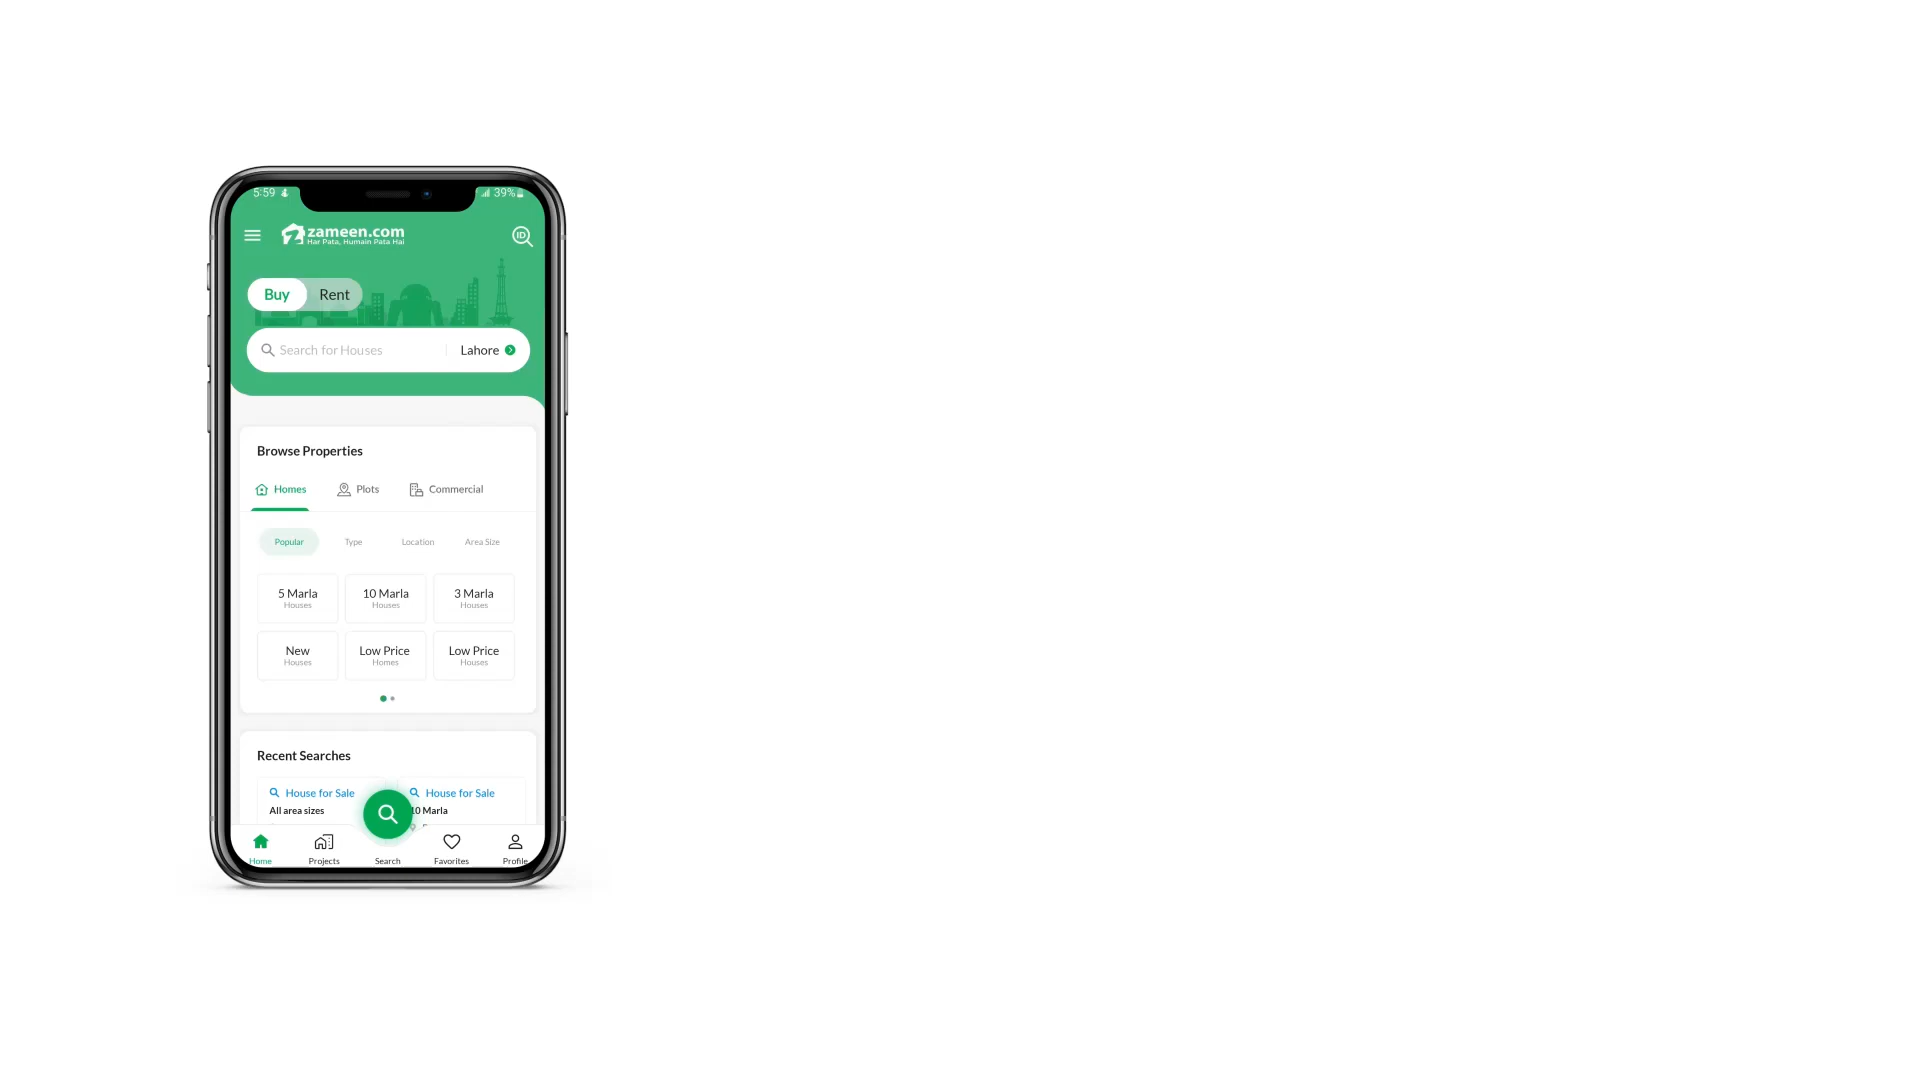 5:59 39%
zameen.com
Har Pata, Humain Pata Hai
ID
Buy Rent
Search for Houses Lahore
Browse Properties
Homes Plots Commercial
Popular Type Location Area Size
5 Marla 10 Marla 3 Marla
Houses Houses Houses
New Low Price Low Price
Houses Homes Houses
Recent Searches
House for Sale House for Sale
All area sizes 10 Marla
Home Projects Search Favorites Profile